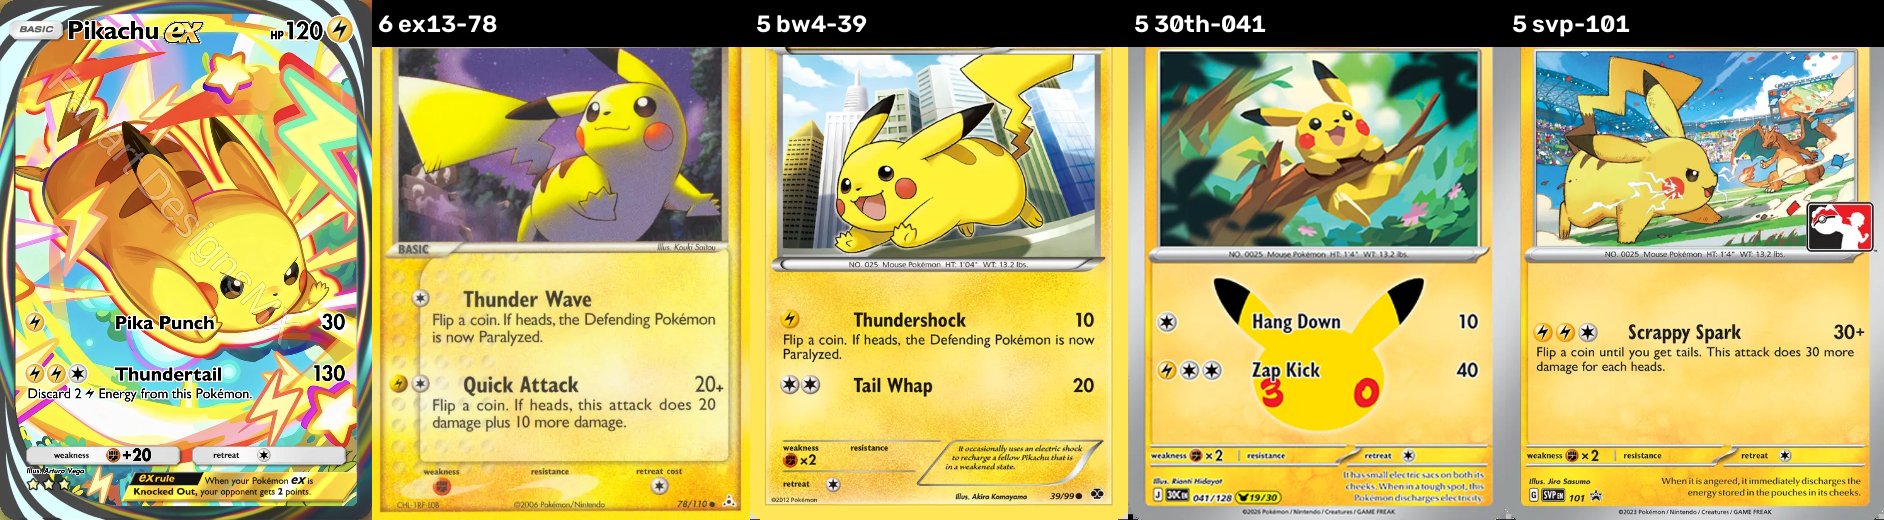 BASIC Pikachu ex HP 120
Emart Designs
Pika Punch 30
Thundertail 130
Discard 2 Energy from this Pokémon.
weakness +20 retreat
Illus. Arturo Vega
ex rule When your Pokémon ex is
Knocked Out, your opponent gets 2 points.
6 ex13-78
BASIC
Illus. Kouki Saitou
Thunder Wave
Flip a coin. If heads, the Defending Pokémon
is now Paralyzed.
Quick Attack 20+
Flip a coin. If heads, this attack does 20
damage plus 10 more damage.
weakness resistance retreat cost
©2006 Pokémon/Nintendo 78/110
5 bw4-39
NO. 025 Mouse Pokémon HT: 1'04" WT: 13.2 lbs.
Thundershock 10
Flip a coin. If heads, the Defending Pokémon is now
Paralyzed.
Tail Whap 20
weakness resistance
×2
retreat
It occasionally uses an electric shock
to recharge a fellow Pikachu that is
in a weakened state.
©2012 Pokémon Illus. Akira Komayama 39/99
5 30th-041
NO. 0025 Mouse Pokémon HT: 1'4" WT: 13.2 lbs.
Hang Down 10
Zap Kick 40
3 0
weakness ×2 resistance retreat
Illus. Rianti Hidayat
It has small electric sacs on both its
cheeks. When in a tough spot, this
Pokémon discharges electricity.
J 30C EN 041/128 19/30
©2026 Pokémon / Nintendo / Creatures / GAME FREAK
5 svp-101
NO. 0025 Mouse Pokémon HT: 1'4" WT: 13.2 lbs.
Scrappy Spark 30+
Flip a coin until you get tails. This attack does 30 more
damage for each heads.
weakness ×2 resistance retreat
Illus. Jiro Sasumo
When it is angered, it immediately discharges the
energy stored in the pouches in its cheeks.
G SVP EN 101
©2023 Pokémon / Nintendo / Creatures / GAME FREAK